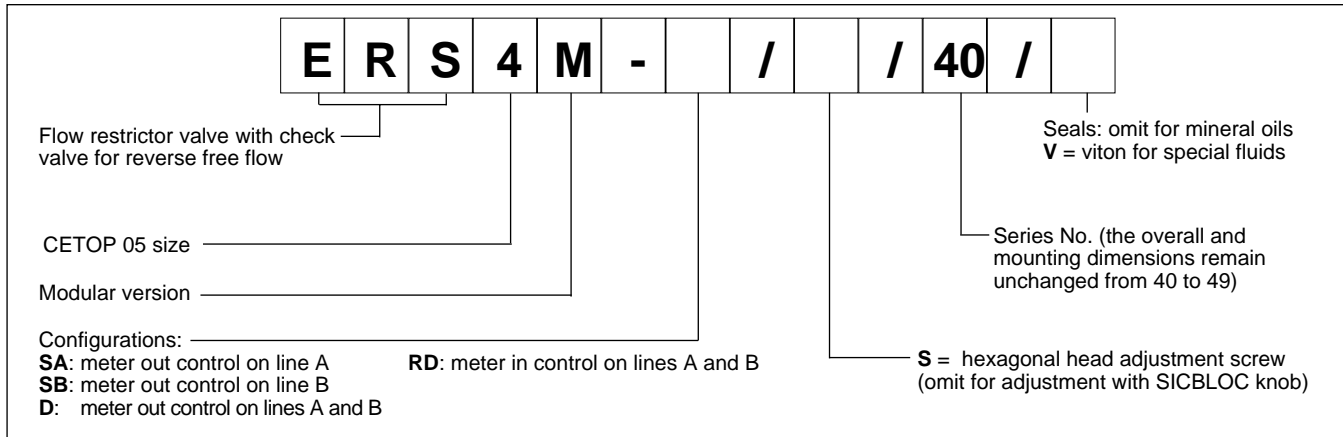 E R S 4 M - / / 40 /
Flow restrictor valve with check
valve for reverse free flow
Seals: omit for mineral oils
V = viton for special fluids
CETOP 05 size
Series No. (the overall and
mounting dimensions remain
unchanged from 40 to 49)
Modular version
Configurations:
SA: meter out control on line A RD: meter in control on lines A and B
SB: meter out control on line B
D: meter out control on lines A and B
S = hexagonal head adjustment screw
(omit for adjustment with SICBLOC knob)